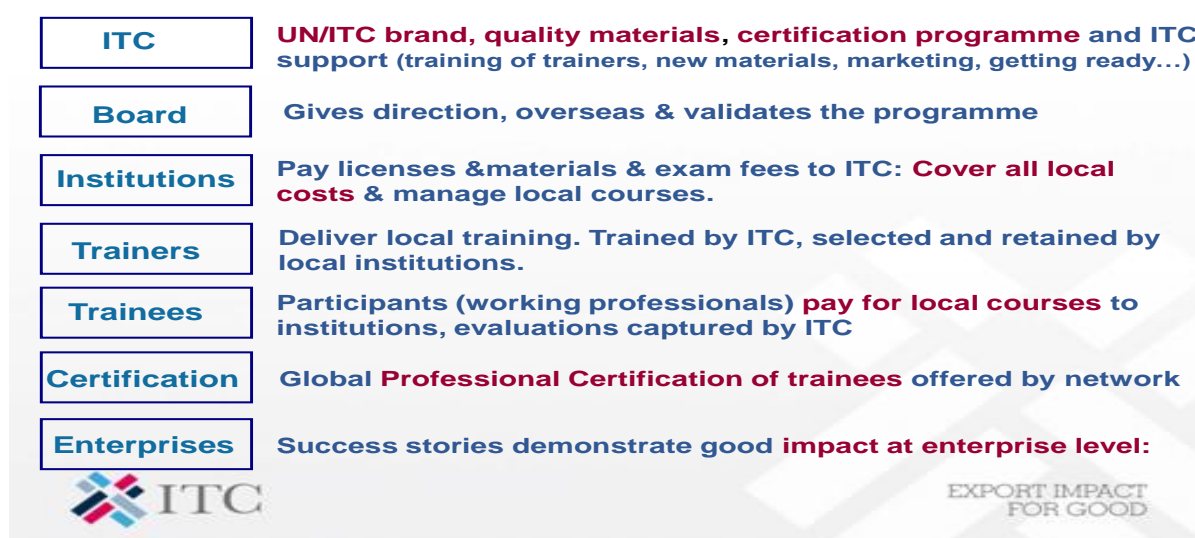 ITC
UN/ITC brand, quality materials, certification programme and ITC
support (training of trainers, new materials, marketing, getting ready…)
Board
Gives direction, overseas & validates the programme
Institutions
Pay licenses &materials & exam fees to ITC: Cover all local
costs & manage local courses.
Trainers
Deliver local training. Trained by ITC, selected and retained by
local institutions.
Trainees
Participants (working professionals) pay for local courses to
institutions, evaluations captured by ITC
Certification
Global Professional Certification of trainees offered by network
Enterprises
Success stories demonstrate good impact at enterprise level:
ITC
EXPORT IMPACT
FOR GOOD